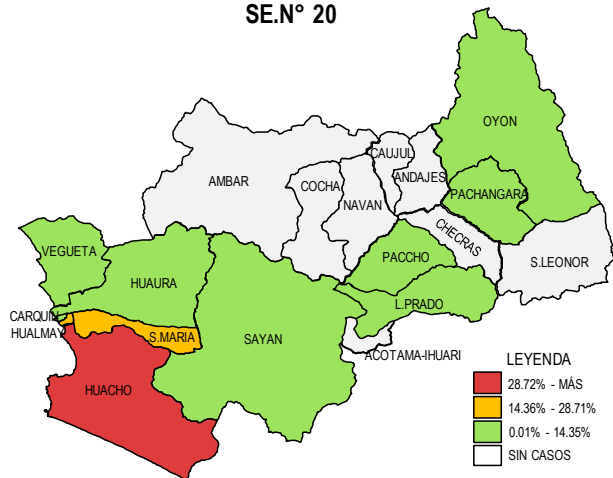 SE.N° 20
OYON
CAUJUL
ANDAJES
AMBAR
COCHA
NAVAN
PACHANGARA
CHECRAS
VEGUETA
PACCHO
S.LEONOR
HUAURA
L.PRADO
CARQUIN
HUALMAY
S.MARIA
SAYAN
ACOTAMA-IHUARI
HUACHO
LEYENDA
28.72% - MÁS
14.36% - 28.71%
0.01% - 14.35%
SIN CASOS